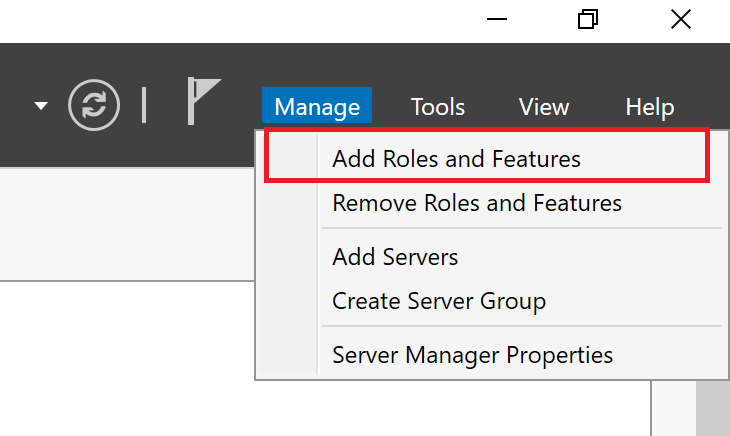 Manage Tools View Help
Add Roles and Features
Remove Roles and Features
Add Servers
Create Server Group
Server Manager Properties